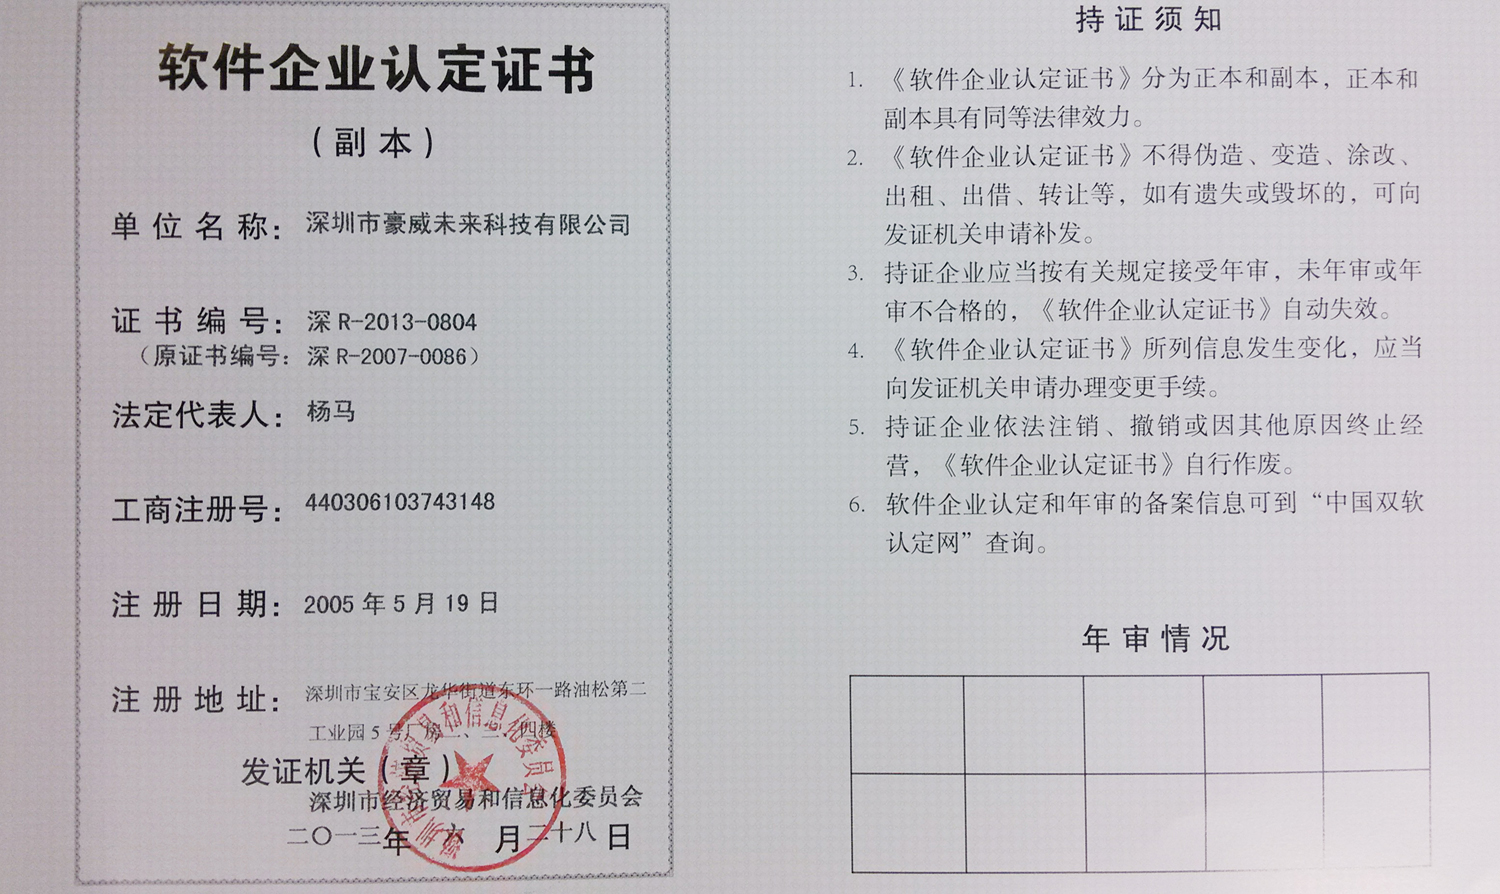 软件企业认定证书
（副本）
单位名称：深圳市豪威未来科技有限公司
证书编号：深 R-2013-0804
（原证书编号：深 R-2007-0086）
法定代表人：杨马
工商注册号：440306103743148
注册日期：2005 年 5 月 19 日
注册地址：深圳市宝安区龙华街道东环一路油松第二
工业园 5 号厂房二、三、四楼
发证机关（章）
深圳市经济贸易和信息化委员会
二〇一三年 六 月二十八日
深圳市经济贸易和信息化委员会
持证须知
1. 《软件企业认定证书》分为正本和副本，正本和
副本具有同等法律效力。
2. 《软件企业认定证书》不得伪造、变造、涂改、
出租、出借、转让等，如有遗失或毁坏的，可向
发证机关申请补发。
3. 持证企业应当按有关规定接受年审，未年审或年
审不合格的，《软件企业认定证书》自动失效。
4. 《软件企业认定证书》所列信息发生变化，应当
向发证机关申请办理变更手续。
5. 持证企业依法注销、撤销或因其他原因终止经
营，《软件企业认定证书》自行作废。
6. 软件企业认定和年审的备案信息可到“中国双软
认定网”查询。
年审情况